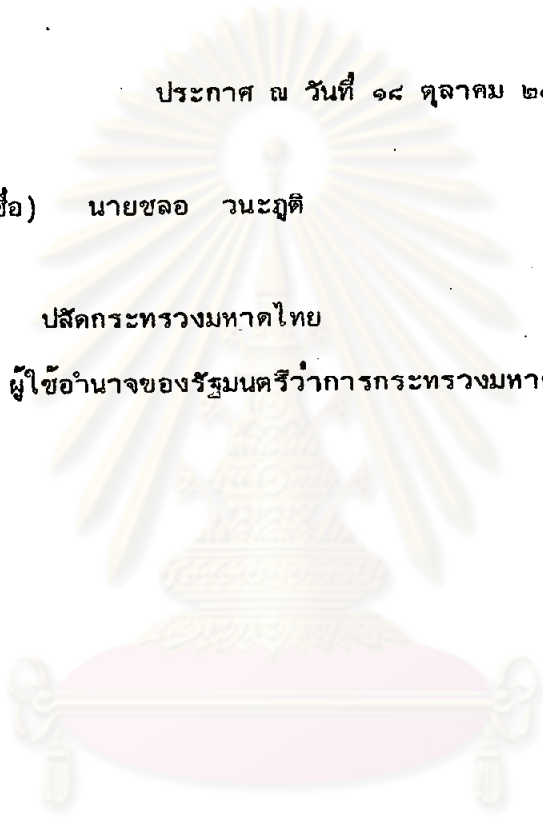 ประกาศ ณ วันที่ ๑๘ ตุลาคม
นายชลอ วนะภูติ
ปลัดกระทรวงมหาดไทย
ผู้ใช้อำนาจของรัฐมนตรีว่าการกระทรวง